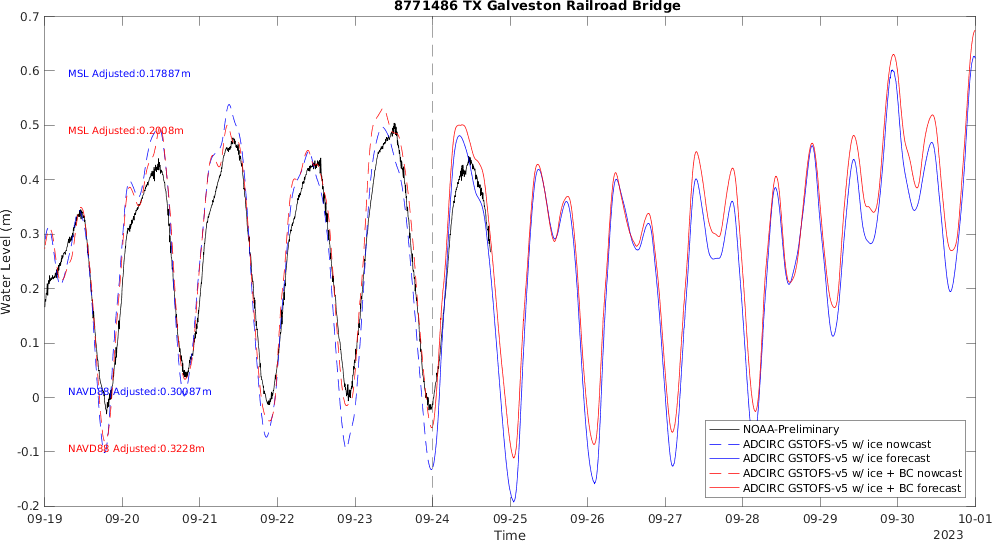 8771486 TX Galveston Railroad Bridge
Water Level (m)
0.7
0.6
0.5
0.4
0.3
0.2
0.1
0
-0.1
-0.2
MSL Adjusted:0.17887m
MSL Adjusted:0.2008m
NAVD88 Adjusted:0.30087m
NAVD88 Adjusted:0.3228m
NOAA-Preliminary
ADCIRC GSTOFS-v5 w/ ice nowcast
ADCIRC GSTOFS-v5 w/ ice forecast
ADCIRC GSTOFS-v5 w/ ice + BC nowcast
ADCIRC GSTOFS-v5 w/ ice + BC forecast
09-19 09-20 09-21 09-22 09-23 09-24 09-25 09-26 09-27 09-28 09-29 09-30 10-01
Time
2023